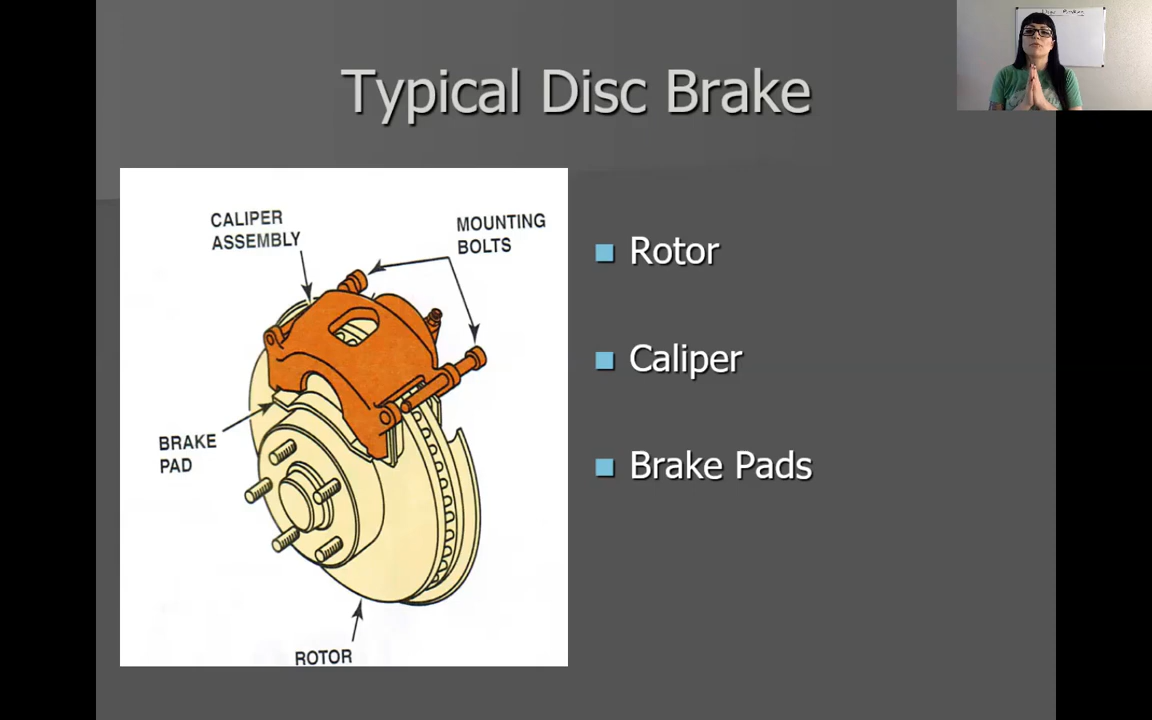 Typical Disc Brake
CALIPER
ASSEMBLY
MOUNTING
BOLTS
BRAKE
PAD
ROTOR
Rotor
Caliper
Brake Pads